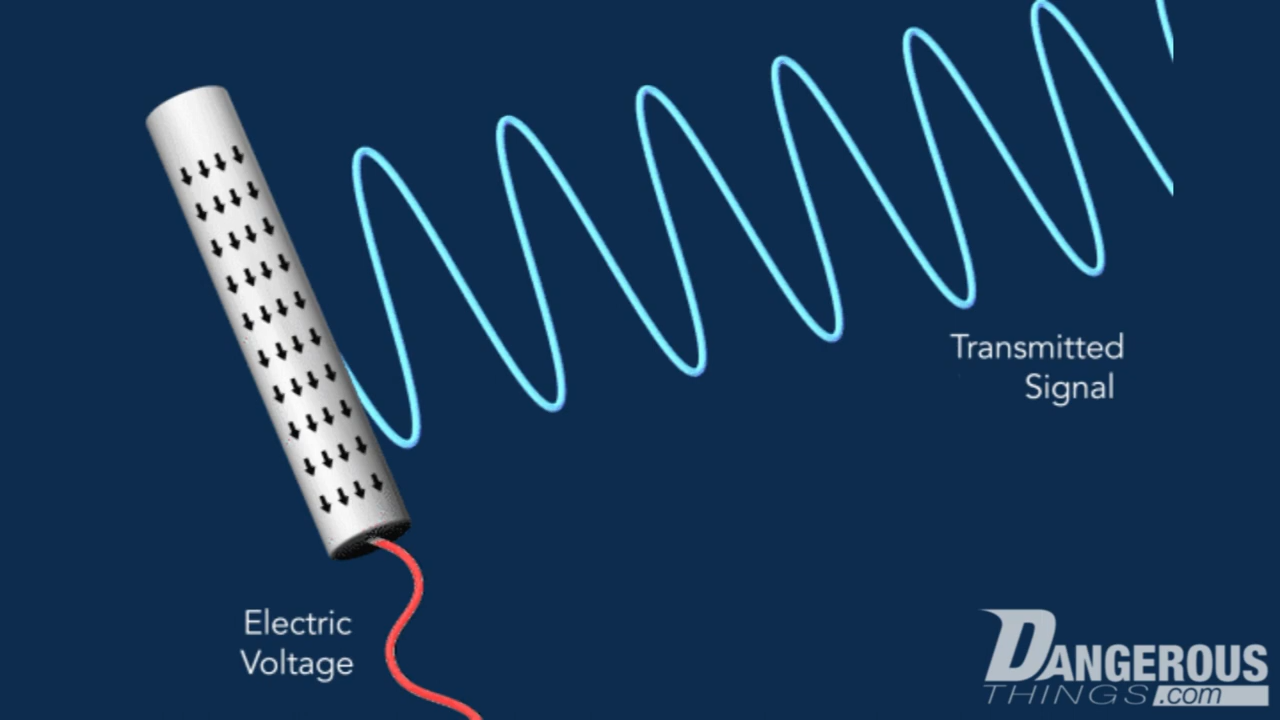 Transmitted
Signal
Electric
Voltage
DANGEROUS
THINGS.com